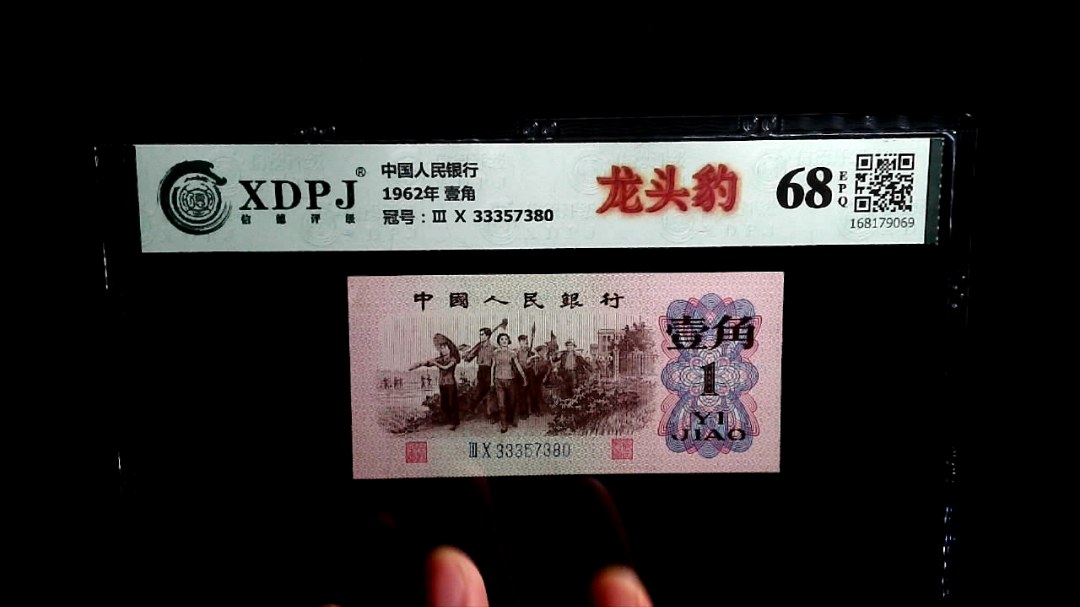 XDPJ®
信德评级
中国人民银行
1962年 壹角
冠号：Ⅲ X 33357380
龙头豹
68
EPQ
168179069
中國人民銀行
壹角
1
YI
JIAO
Ⅲ X 33357380